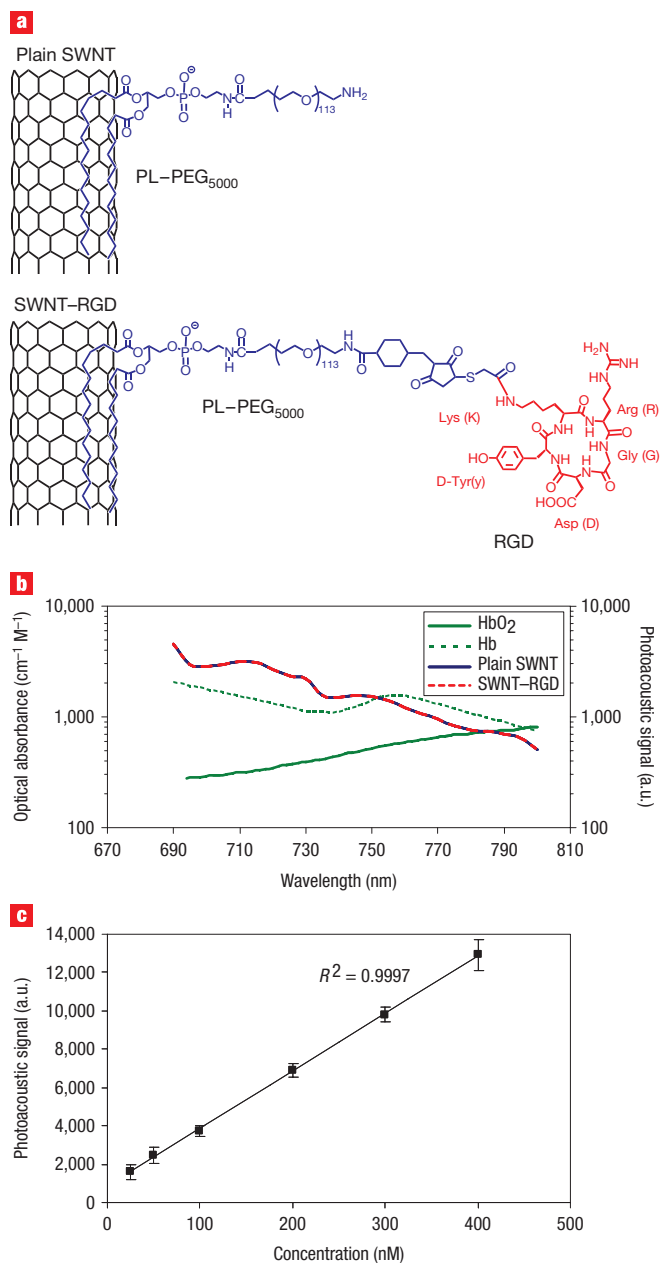 a
Plain SWNT
O
O
O
O
O
P
O⊖
O
O
N
H
C
O
O
113
NH2
PL–PEG5000
SWNT–RGD
O
O
O
O
O
P
O⊖
O
O
N
H
C
O
O
113
H
N
O
O
O
S
O
NH
PL–PEG5000
H2N
NH
HN
Lys (K)
Arg (R)
O
HN
NH
O
O
NH
Gly (G)
HO
D-Tyr(y)
O
H
N
O
HOOC
Asp (D)
RGD
b
10,000
1,000
100
Optical absorbance (cm–1 M–1)
HbO2
Hb
Plain SWNT
SWNT–RGD
10,000
1,000
100
Photoacoustic signal (a.u.)
670 690 710 730 750 770 790 810
Wavelength (nm)
c
14,000
12,000
10,000
8,000
6,000
4,000
2,000
0
Photoacoustic signal (a.u.)
R2 = 0.9997
0 100 200 300 400 500
Concentration (nM)